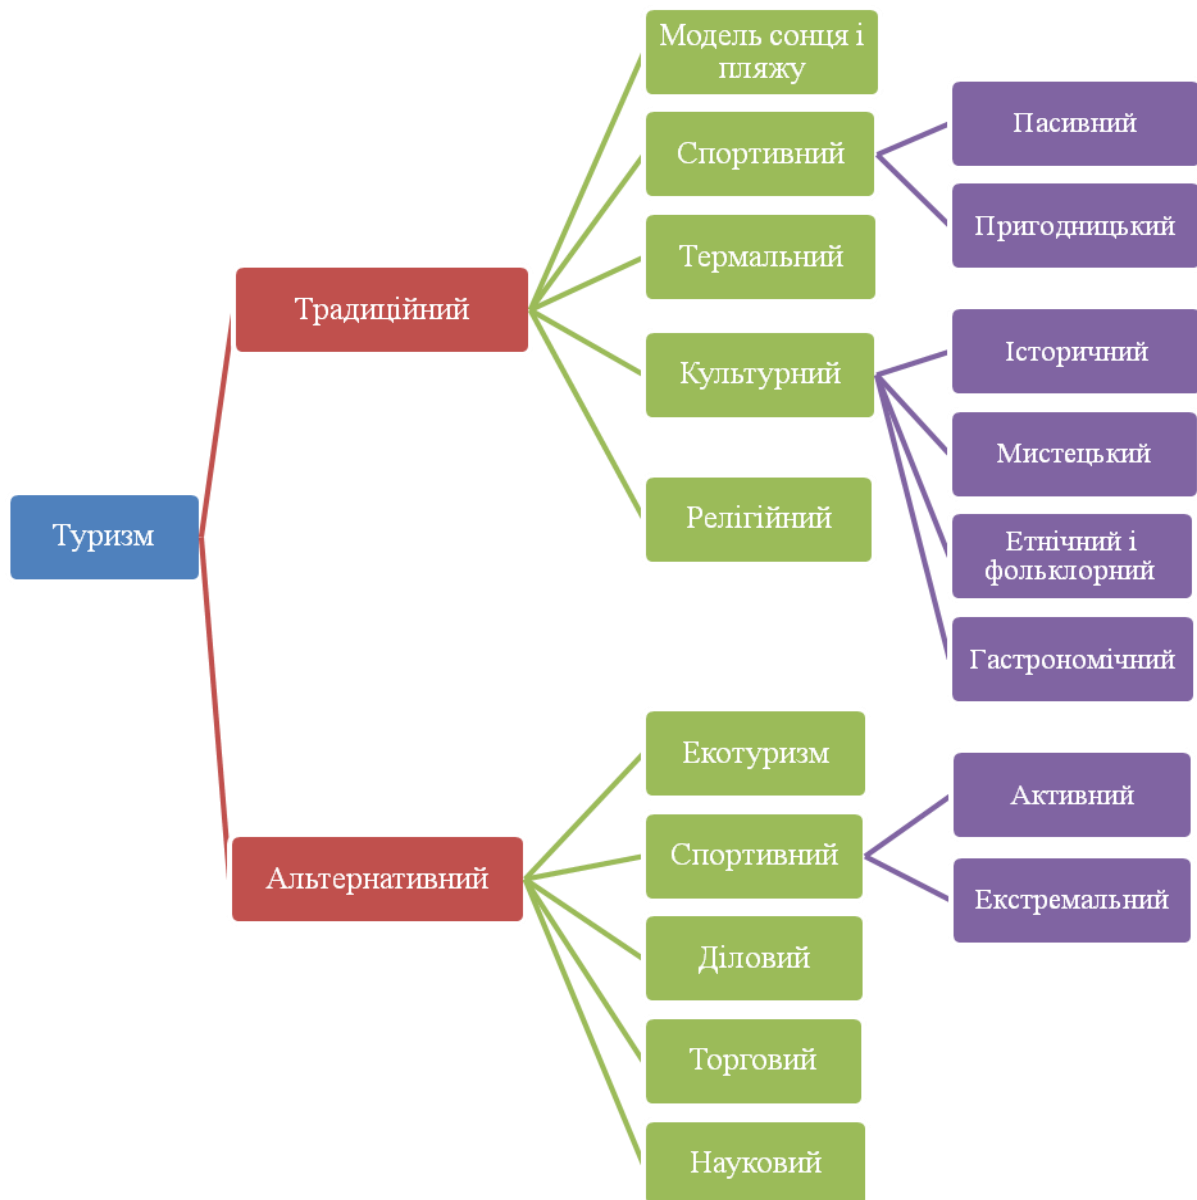 Модель сонця і
пляжу
Пасивний
Спортивний
Пригодницький
Термальний
Традиційний
Історичний
Культурний
Мистецький
Релігійний
Туризм
Етнічний і
фольклорний
Гастрономічний
Екотуризм
Активний
Спортивний
Альтернативний
Екстремальний
Діловий
Торговий
Науковий